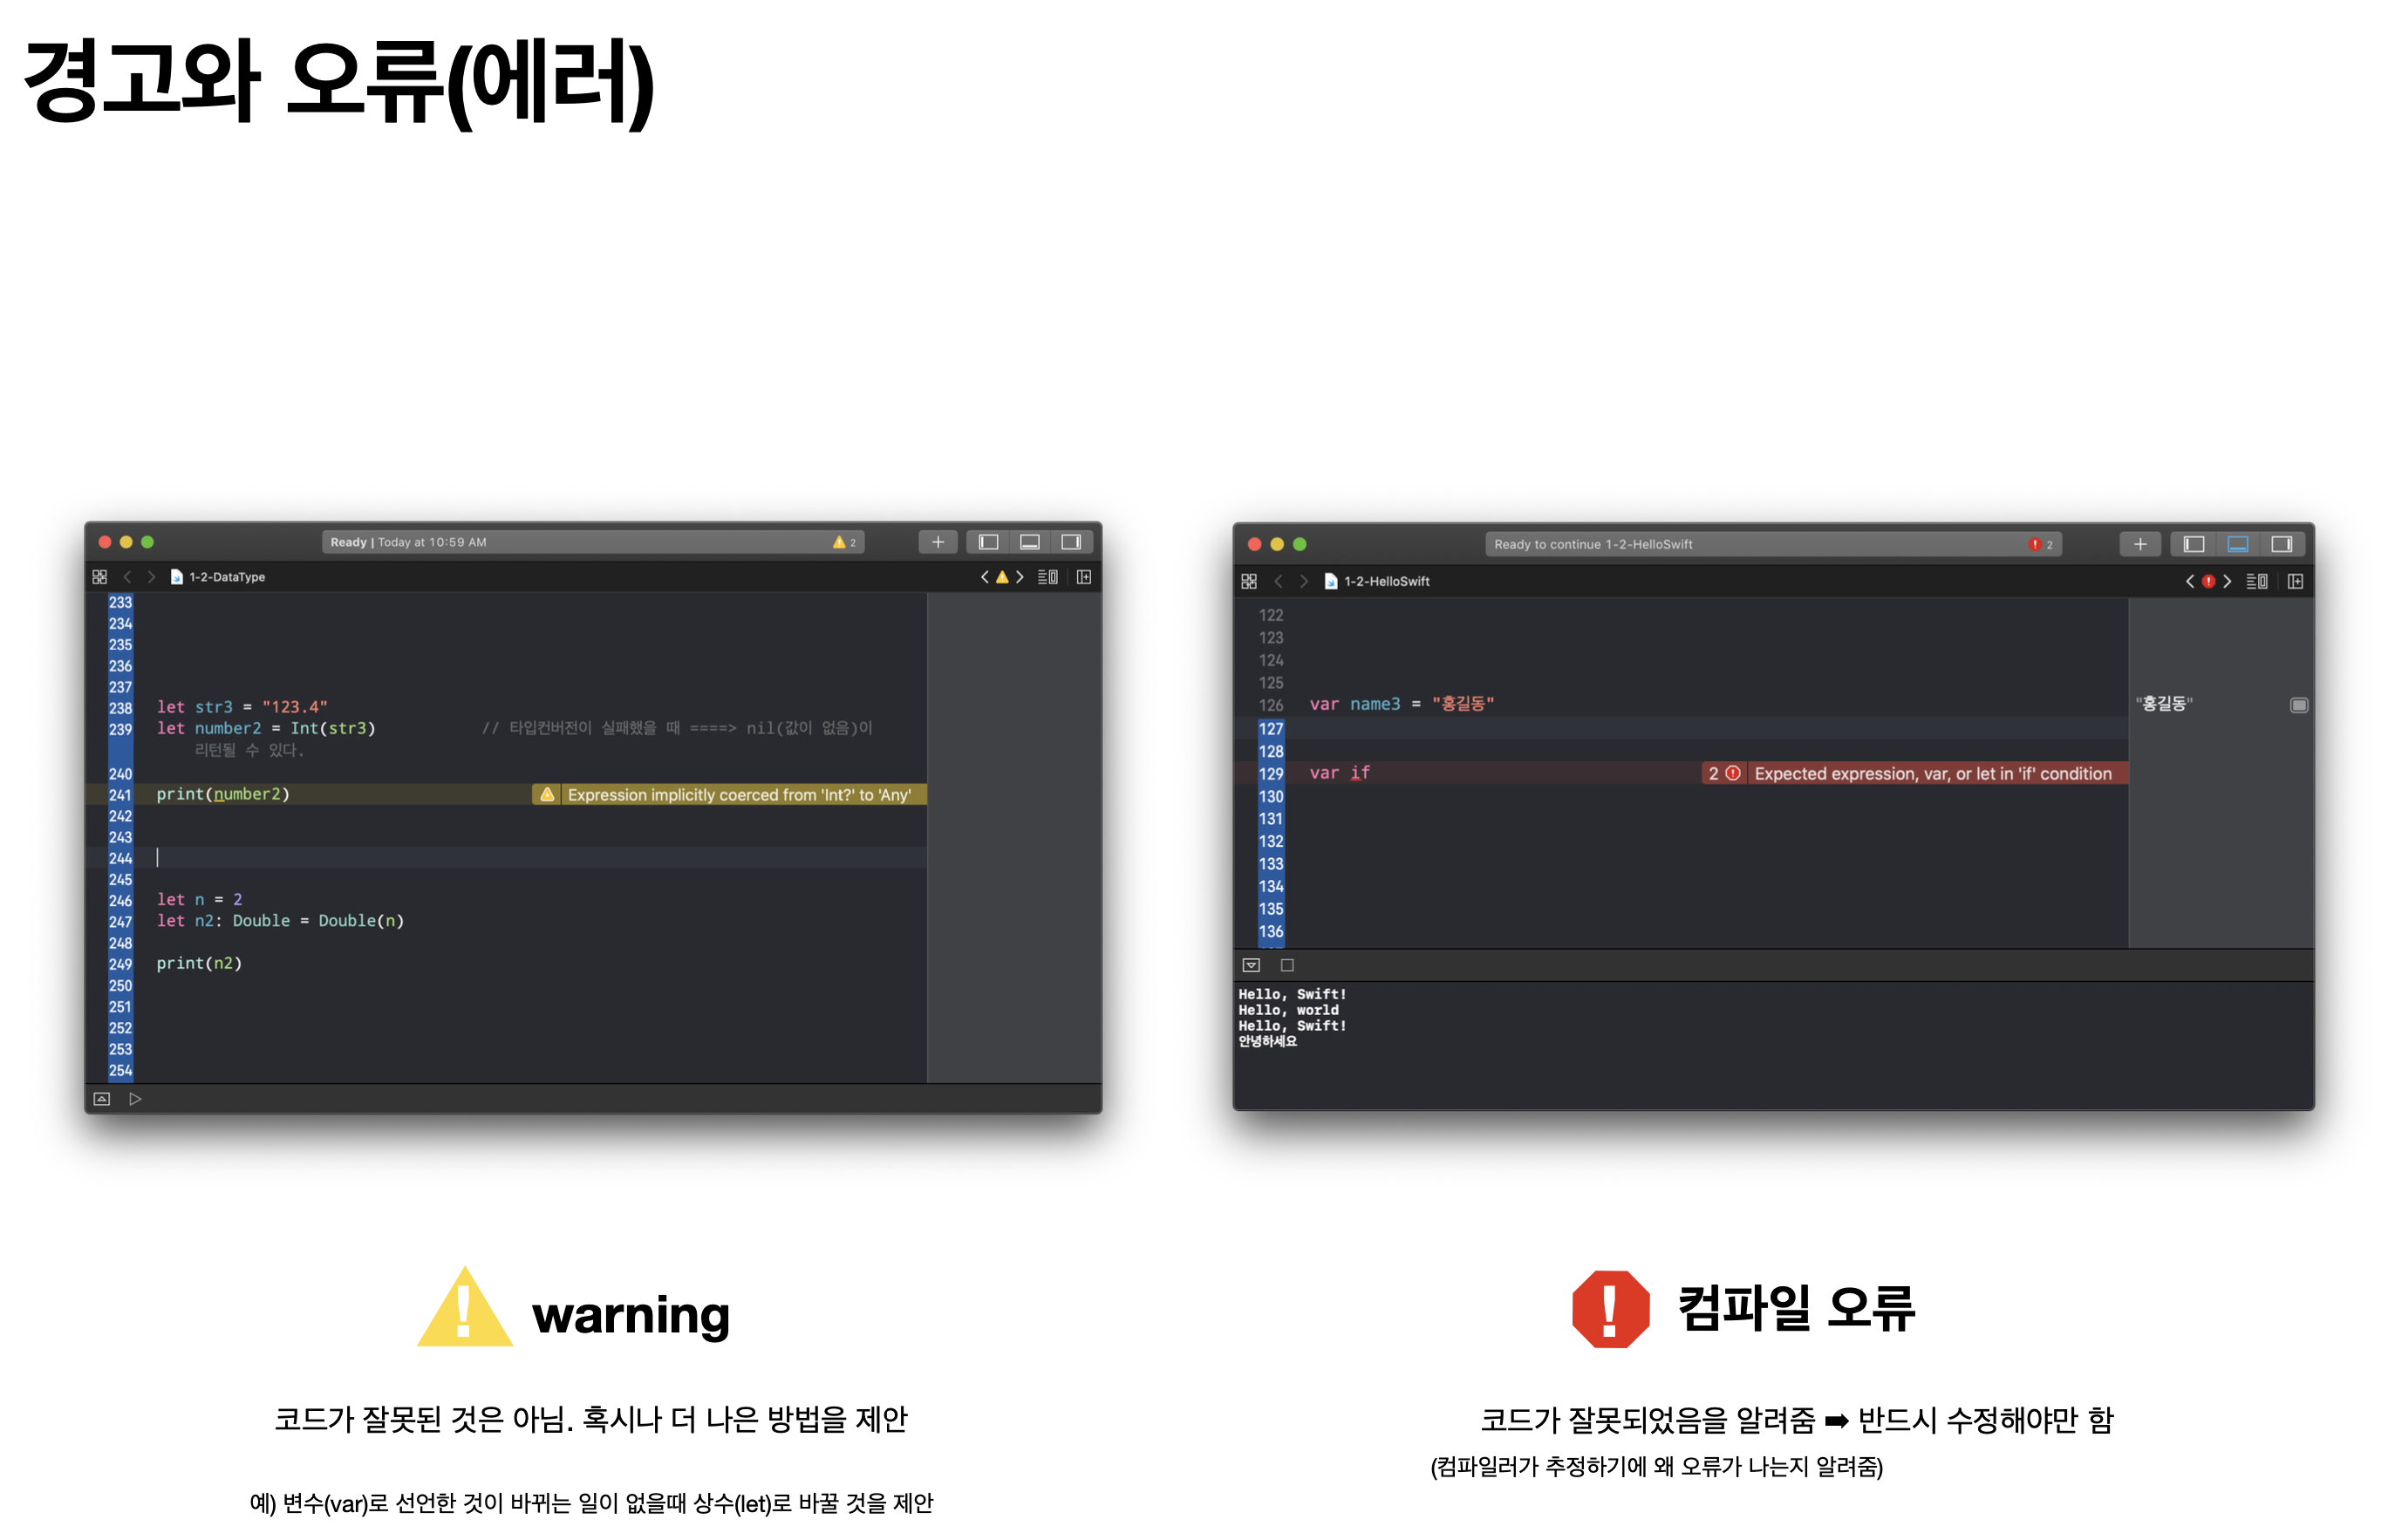 경고와 오류(에러)
Ready | Today at 10:59 AM
2
1-2-DataType
233
234
235
236
237
238 let str3 = "123.4"
239 let number2 = Int(str3) // 타입컨버전이 실패했을 때 ====> nil(값이 없음)이
리턴될 수 있다.
240
241 print(number2) Expression implicitly coerced from 'Int?' to 'Any'
242
243
244
245
246 let n = 2
247 let n2: Double = Double(n)
248
249 print(n2)
250
251
252
253
254
Ready to continue 1-2-HelloSwift
2
1-2-HelloSwift
122
123
124
125
126 var name3 = "홍길동" "홍길동"
127
128
129 var if 2 Expected expression, var, or let in 'if' condition
130
131
132
133
134
135
136
Hello, Swift!
Hello, world
Hello, Swift!
안녕하세요
warning
코드가 잘못된 것은 아님. 혹시나 더 나은 방법을 제안
예) 변수(var)로 선언한 것이 바뀌는 일이 없을때 상수(let)로 바꿀 것을 제안
컴파일 오류
코드가 잘못되었음을 알려줌 ➡ 반드시 수정해야만 함
(컴파일러가 추정하기에 왜 오류가 나는지 알려줌)